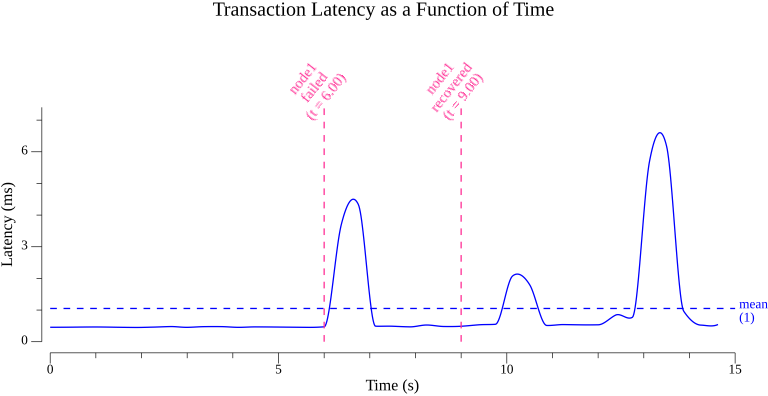 Transaction Latency as a Function of Time
node1
failed
(t = 6.00)
node1
recovered
(t = 9.00)
Latency (ms)
6
3
0
mean
(1)
0
5
10
15
Time (s)